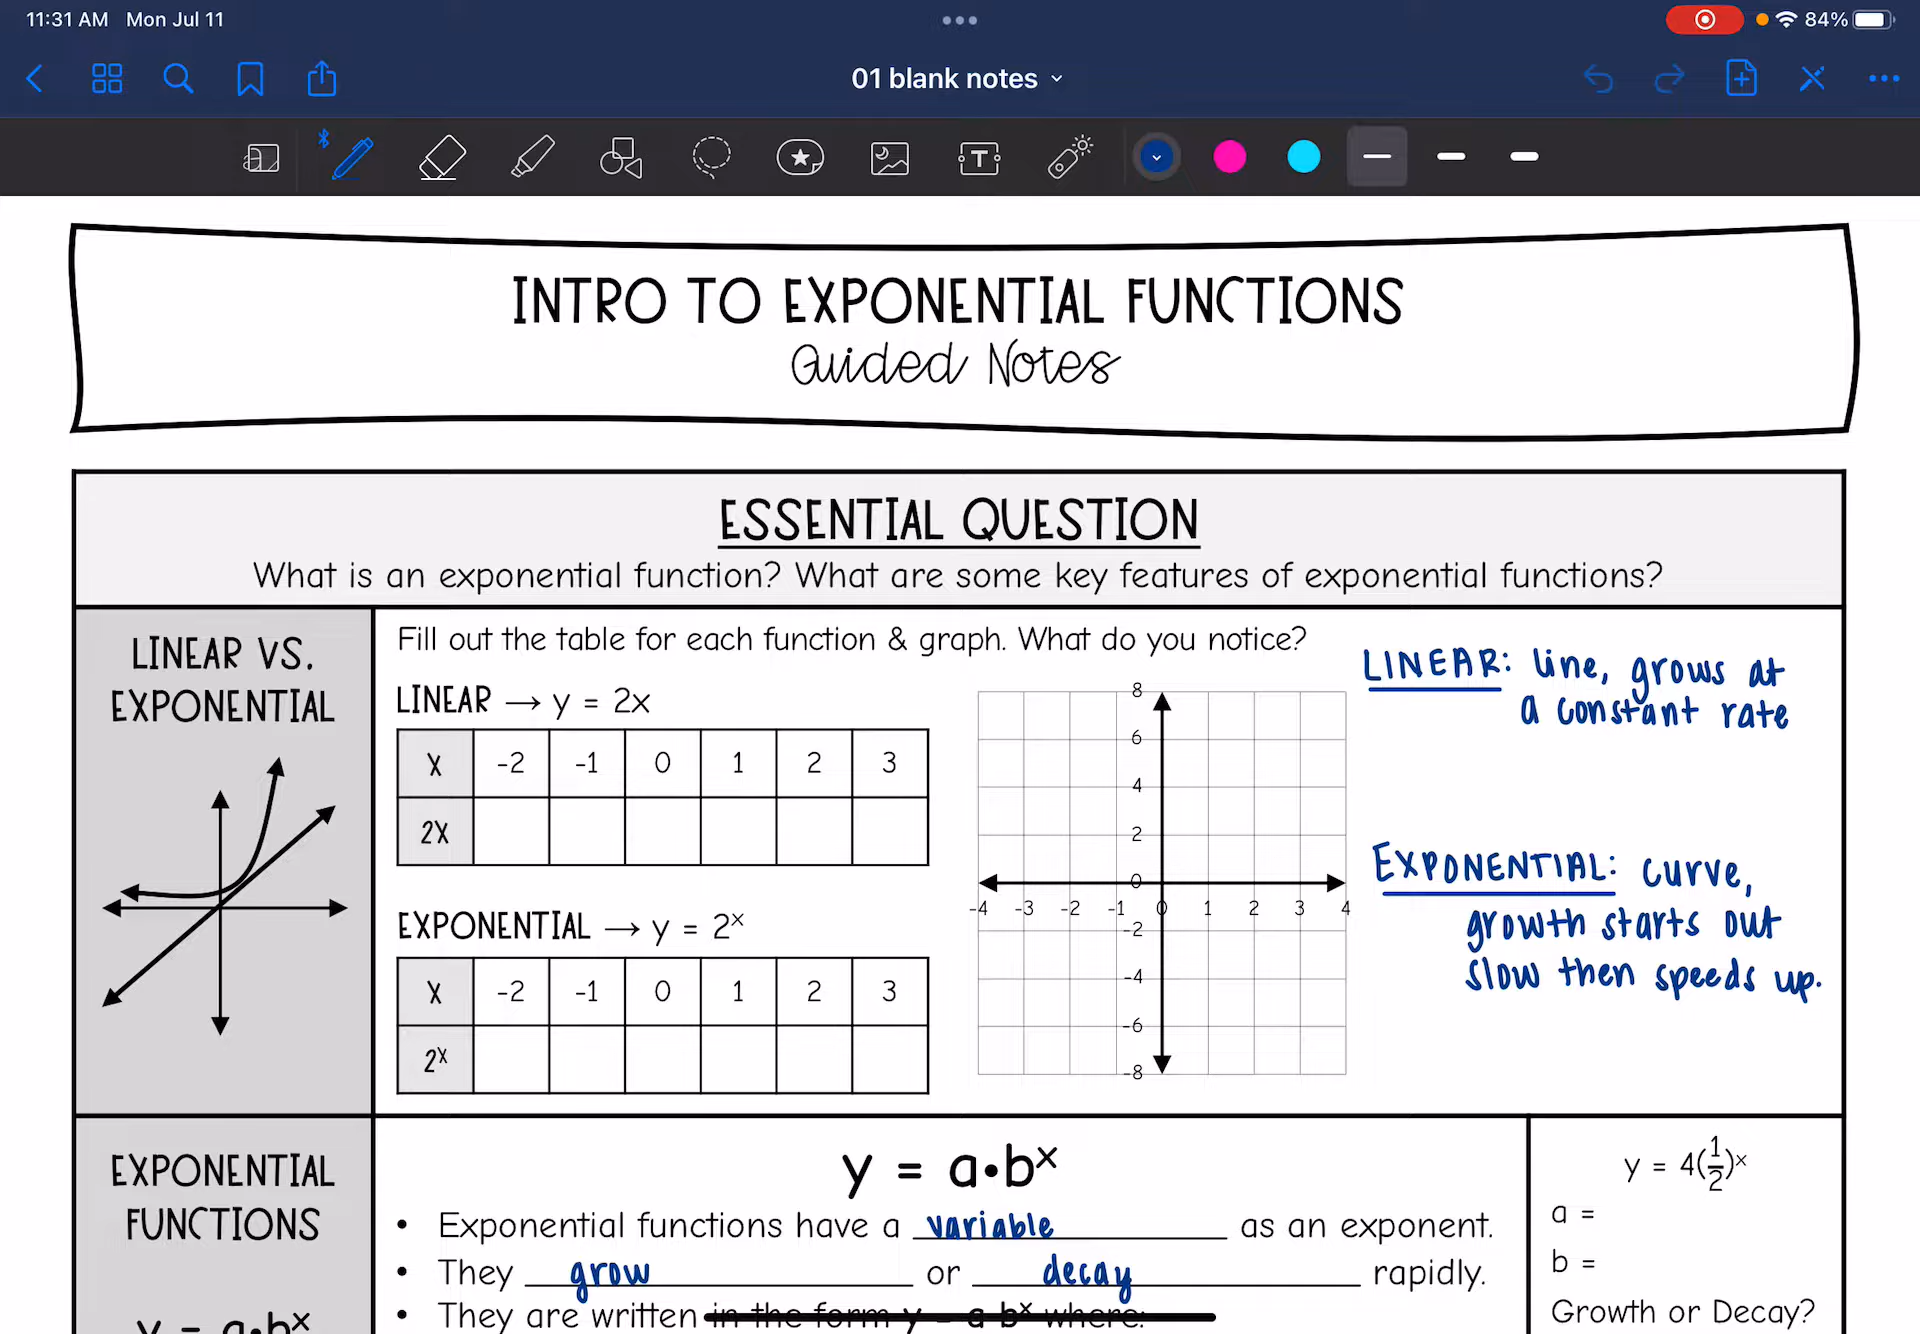 11:31 AM Mon Jul 11
84%
01 blank notes
INTRO TO EXPONENTIAL FUNCTIONS
Guided Notes
ESSENTIAL QUESTION
What is an exponential function? What are some key features of exponential functions?
LINEAR VS.
EXPONENTIAL
Fill out the table for each function & graph. What do you notice?
LINEAR → y = 2x
X -2 -1 0 1 2 3
2X
EXPONENTIAL → y = 2ˣ
X -2 -1 0 1 2 3
2ˣ
8
6
4
2
0
-4 -3 -2 -1 0 1 2 3 4
-2
-4
-6
-8
LINEAR: line, grows at
a constant rate
EXPONENTIAL: curve,
growth starts out
slow then speeds up.
EXPONENTIAL
FUNCTIONS
y = a•bˣ
y = a•bˣ
• Exponential functions have a variable as an exponent.
• They grow or decay rapidly.
• They are written in the form y = a•bˣ where:
y = 4(1/2)ˣ
a =
b =
Growth or Decay?